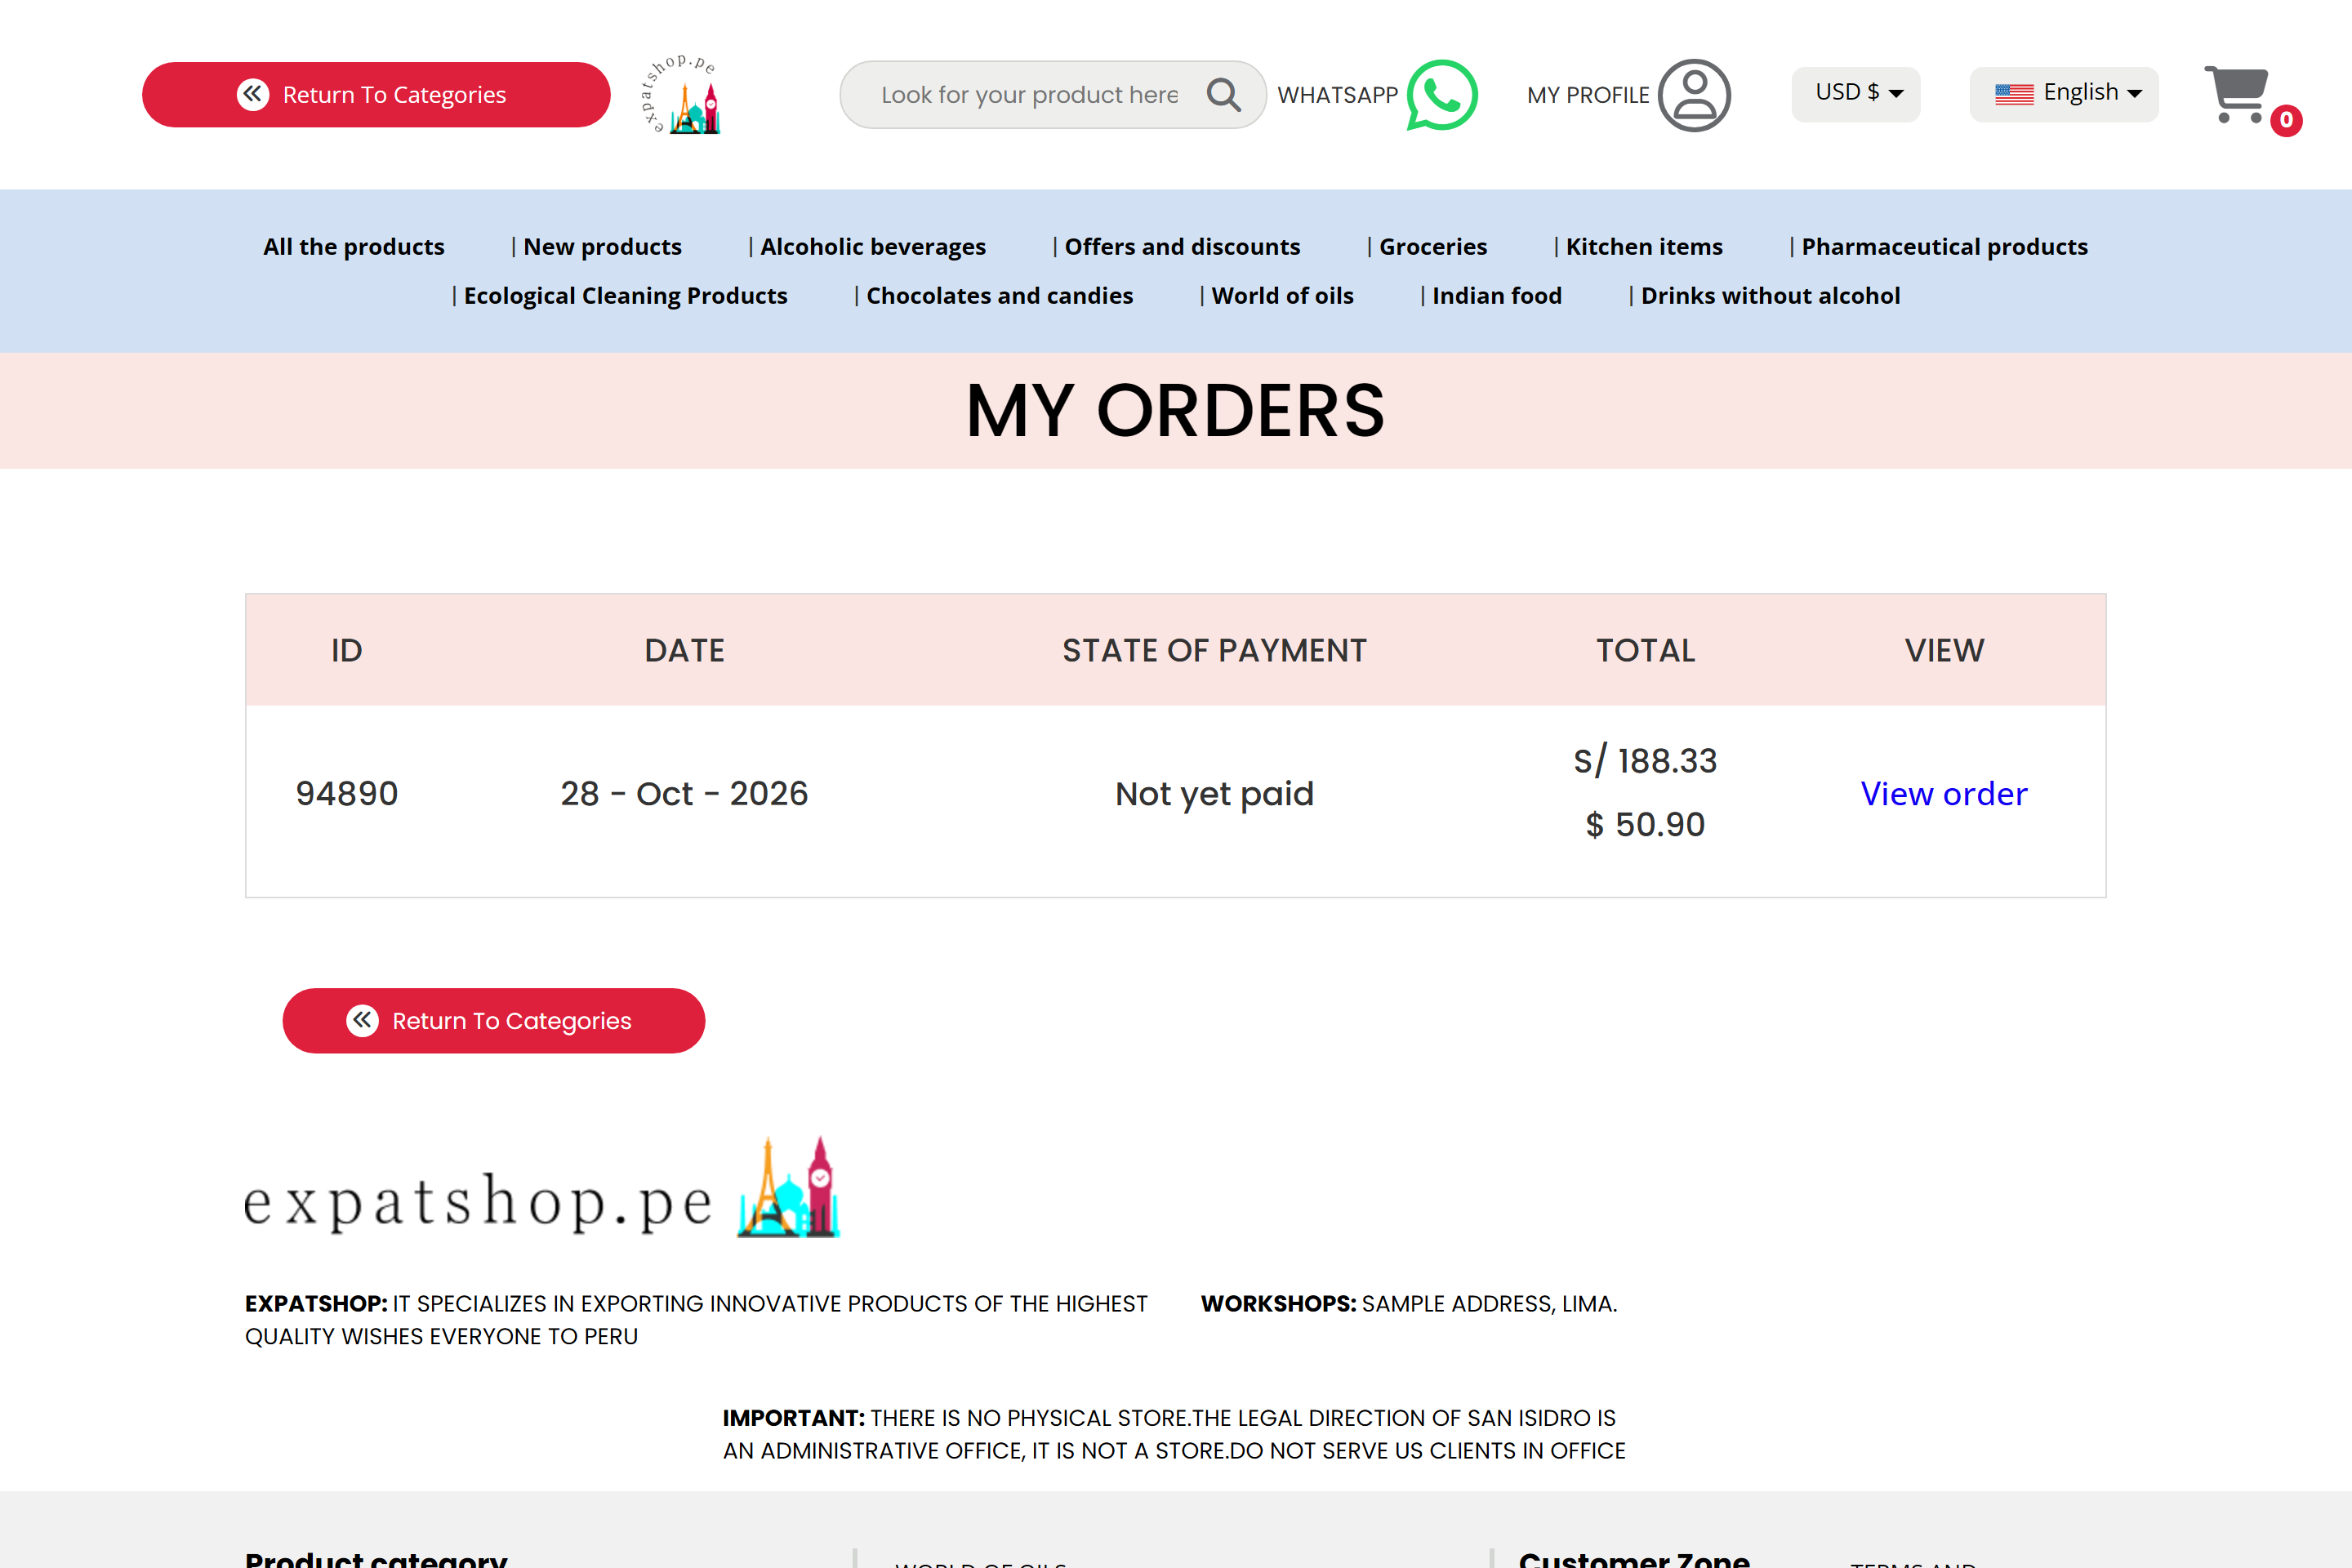 Return To Categories
expatshop.pe
Look for your product here
WHATSAPP
MY PROFILE
USD $
English
0
All the products | New products | Alcoholic beverages | Offers and discounts | Groceries | Kitchen items | Pharmaceutical products
| Ecological Cleaning Products | Chocolates and candies | World of oils | Indian food | Drinks without alcohol
MY ORDERS
ID DATE STATE OF PAYMENT TOTAL VIEW
94890 28 - Oct - 2026 Not yet paid S/ 188.33 View order
$ 50.90
Return To Categories
expatshop.pe
EXPATSHOP: IT SPECIALIZES IN EXPORTING INNOVATIVE PRODUCTS OF THE HIGHEST
QUALITY WISHES EVERYONE TO PERU
WORKSHOPS: SAMPLE ADDRESS, LIMA.
IMPORTANT: THERE IS NO PHYSICAL STORE.THE LEGAL DIRECTION OF SAN ISIDRO IS
AN ADMINISTRATIVE OFFICE, IT IS NOT A STORE.DO NOT SERVE US CLIENTS IN OFFICE
Product category
WORLD OF OILS
Customer Zone
TERMS AND